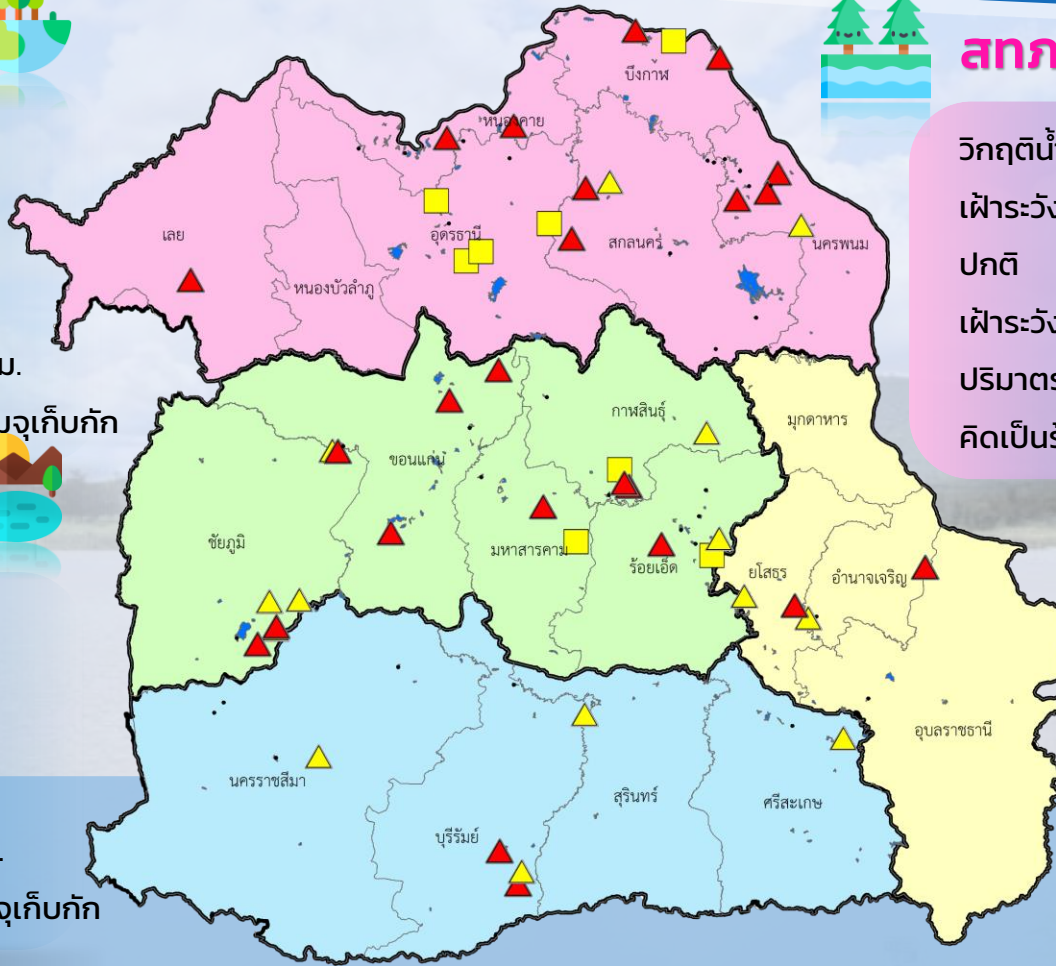 สทภ
วิกฤติน้ำ
เฝ้าระวัง
ปกติ
เฝ้าระวัง
ปริมาตร
คิดเป็นร้
ม.
มจุเก็บกัก
.
จุเก็บกัก
บึงกาฬ
เลย
หนองบัวลำภู
อุดรธานี
สกลนคร
นครพนม
ชัยภูมิ
ขอนแก่น
กาฬสินธุ์
มหาสารคาม
ร้อยเอ็ด
มุกดาหาร
ยโสธร
อำนาจเจริญ
อุบลราชธานี
นครราชสีมา
บุรีรัมย์
สุรินทร์
ศรีสะเกษ